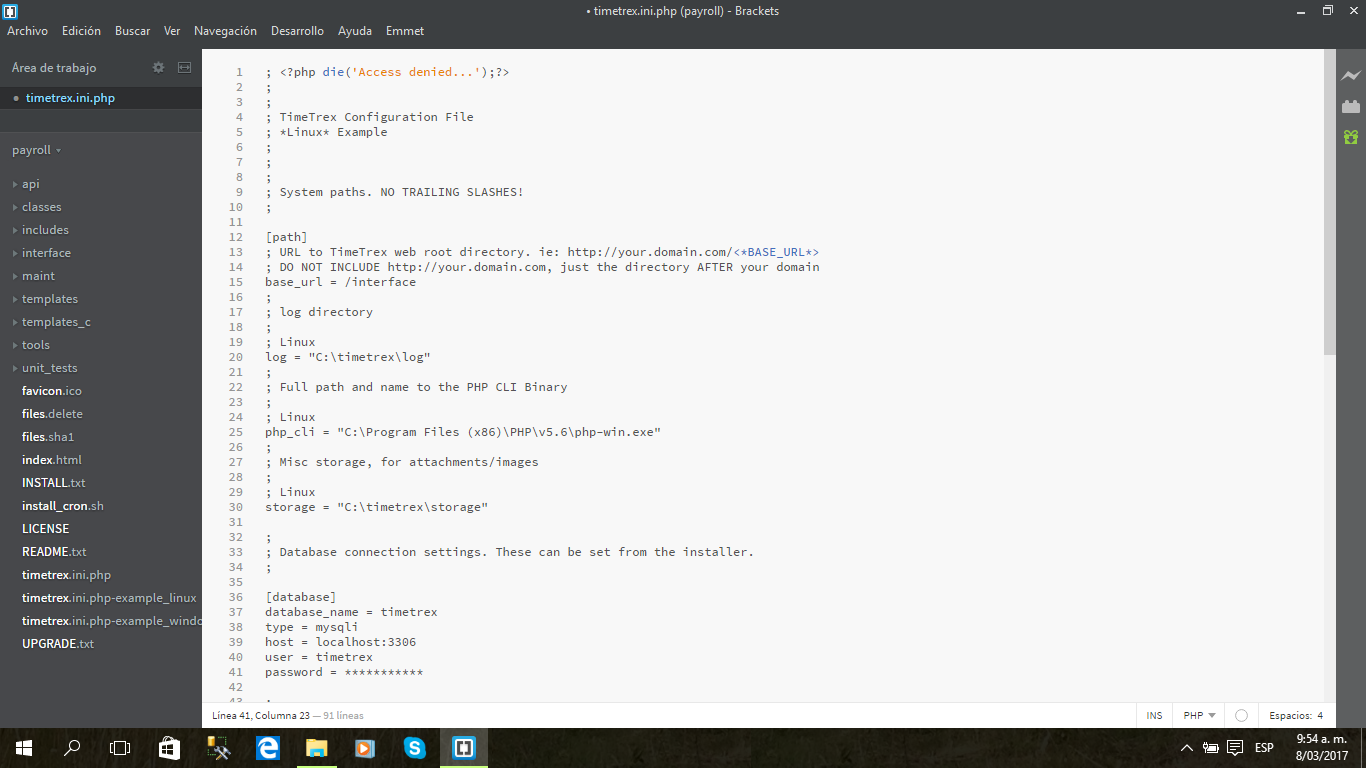 • timetrex.ini.php (payroll) - Brackets
Archivo Edición Buscar Ver Navegación Desarrollo Ayuda Emmet
Área de trabajo
• timetrex.ini.php
payroll
api
classes
includes
interface
maint
templates
templates_c
tools
unit_tests
favicon.ico
files.delete
files.sha1
index.html
INSTALL.txt
install_cron.sh
LICENSE
README.txt
timetrex.ini.php
timetrex.ini.php-example_linux
timetrex.ini.php-example_windo
UPGRADE.txt
1 ; <?php die('Access denied...');?>
2 ;
3 ;
4 ; TimeTrex Configuration File
5 ; *Linux* Example
6 ;
7 ;
8 ;
9 ; System paths. NO TRAILING SLASHES!
10 ;
11
12 [path]
13 ; URL to TimeTrex web root directory. ie: http://your.domain.com/<*BASE_URL*>
14 ; DO NOT INCLUDE http://your.domain.com, just the directory AFTER your domain
15 base_url = /interface
16 ;
17 ; log directory
18 ;
19 ; Linux
20 log = "C:\timetrex\log"
21 ;
22 ; Full path and name to the PHP CLI Binary
23 ;
24 ; Linux
25 php_cli = "C:\Program Files (x86)\PHP\v5.6\php-win.exe"
26 ;
27 ; Misc storage, for attachments/images
28 ;
29 ; Linux
30 storage = "C:\timetrex\storage"
31
32 ;
33 ; Database connection settings. These can be set from the installer.
34 ;
35
36 [database]
37 database_name = timetrex
38 type = mysqli
39 host = localhost:3306
40 user = timetrex
41 password = ***********
42
43 ;
Línea 41, Columna 23 — 91 líneas
INS PHP Espacios: 4
ESP
9:54 a. m.
8/03/2017